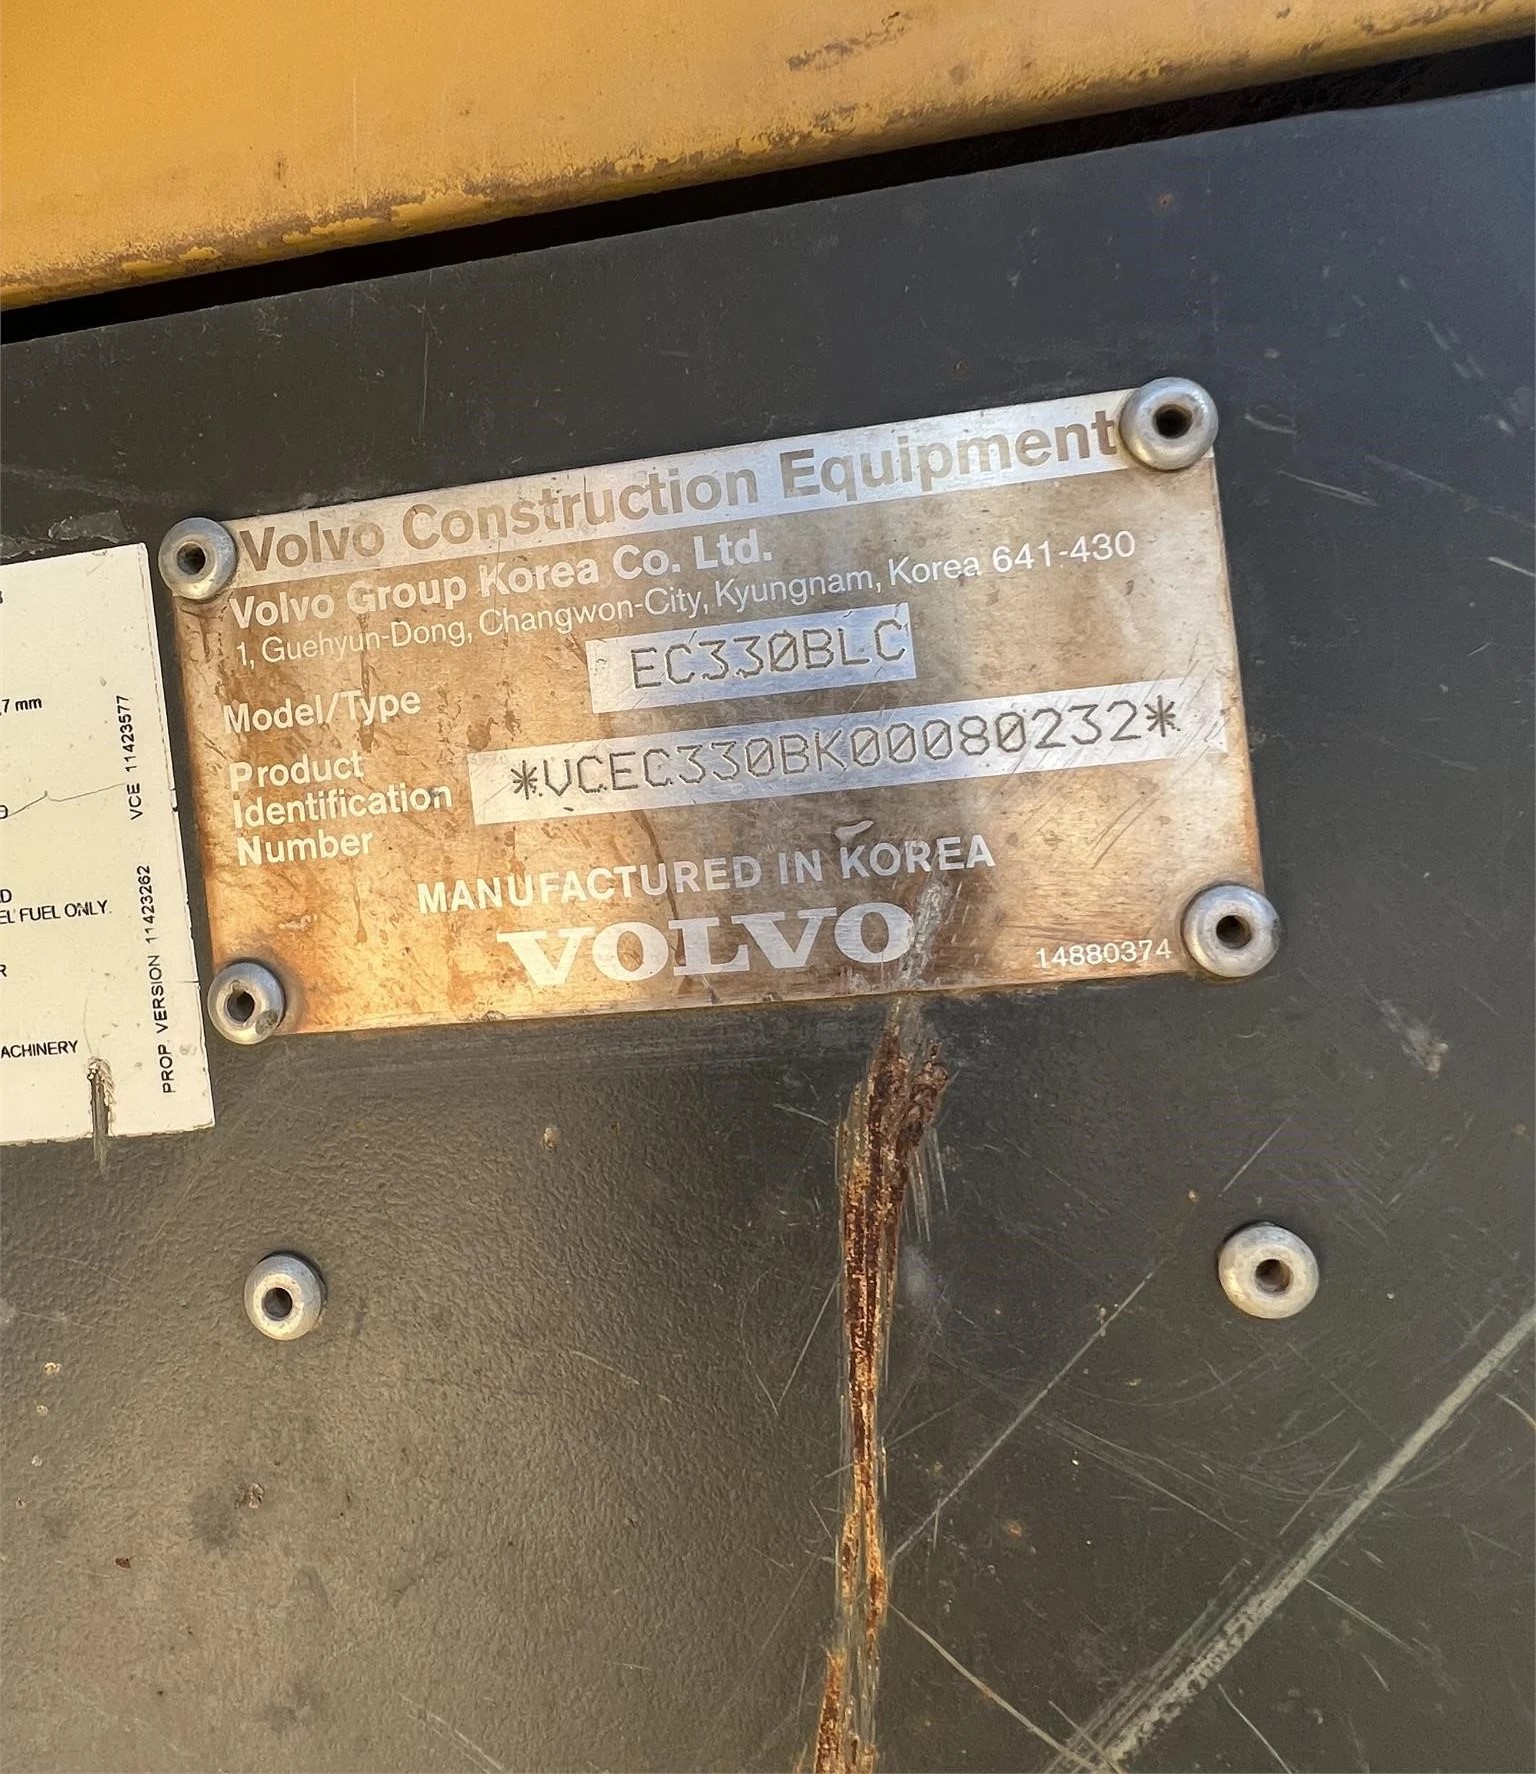 Volvo Construction Equipment
Volvo Group Korea Co. Ltd.
1, Guehyun-Dong, Changwon-City, Kyungnam, Korea 641-430
Model/Type
EC330BLC
Product
Identification
Number
*VCEC330BK00080232*
MANUFACTURED IN KOREA
VOLVO
14880374
7 mm
EL FUEL ONLY.
ACHINERY
VCE 11423577
PROP VERSION 11423262